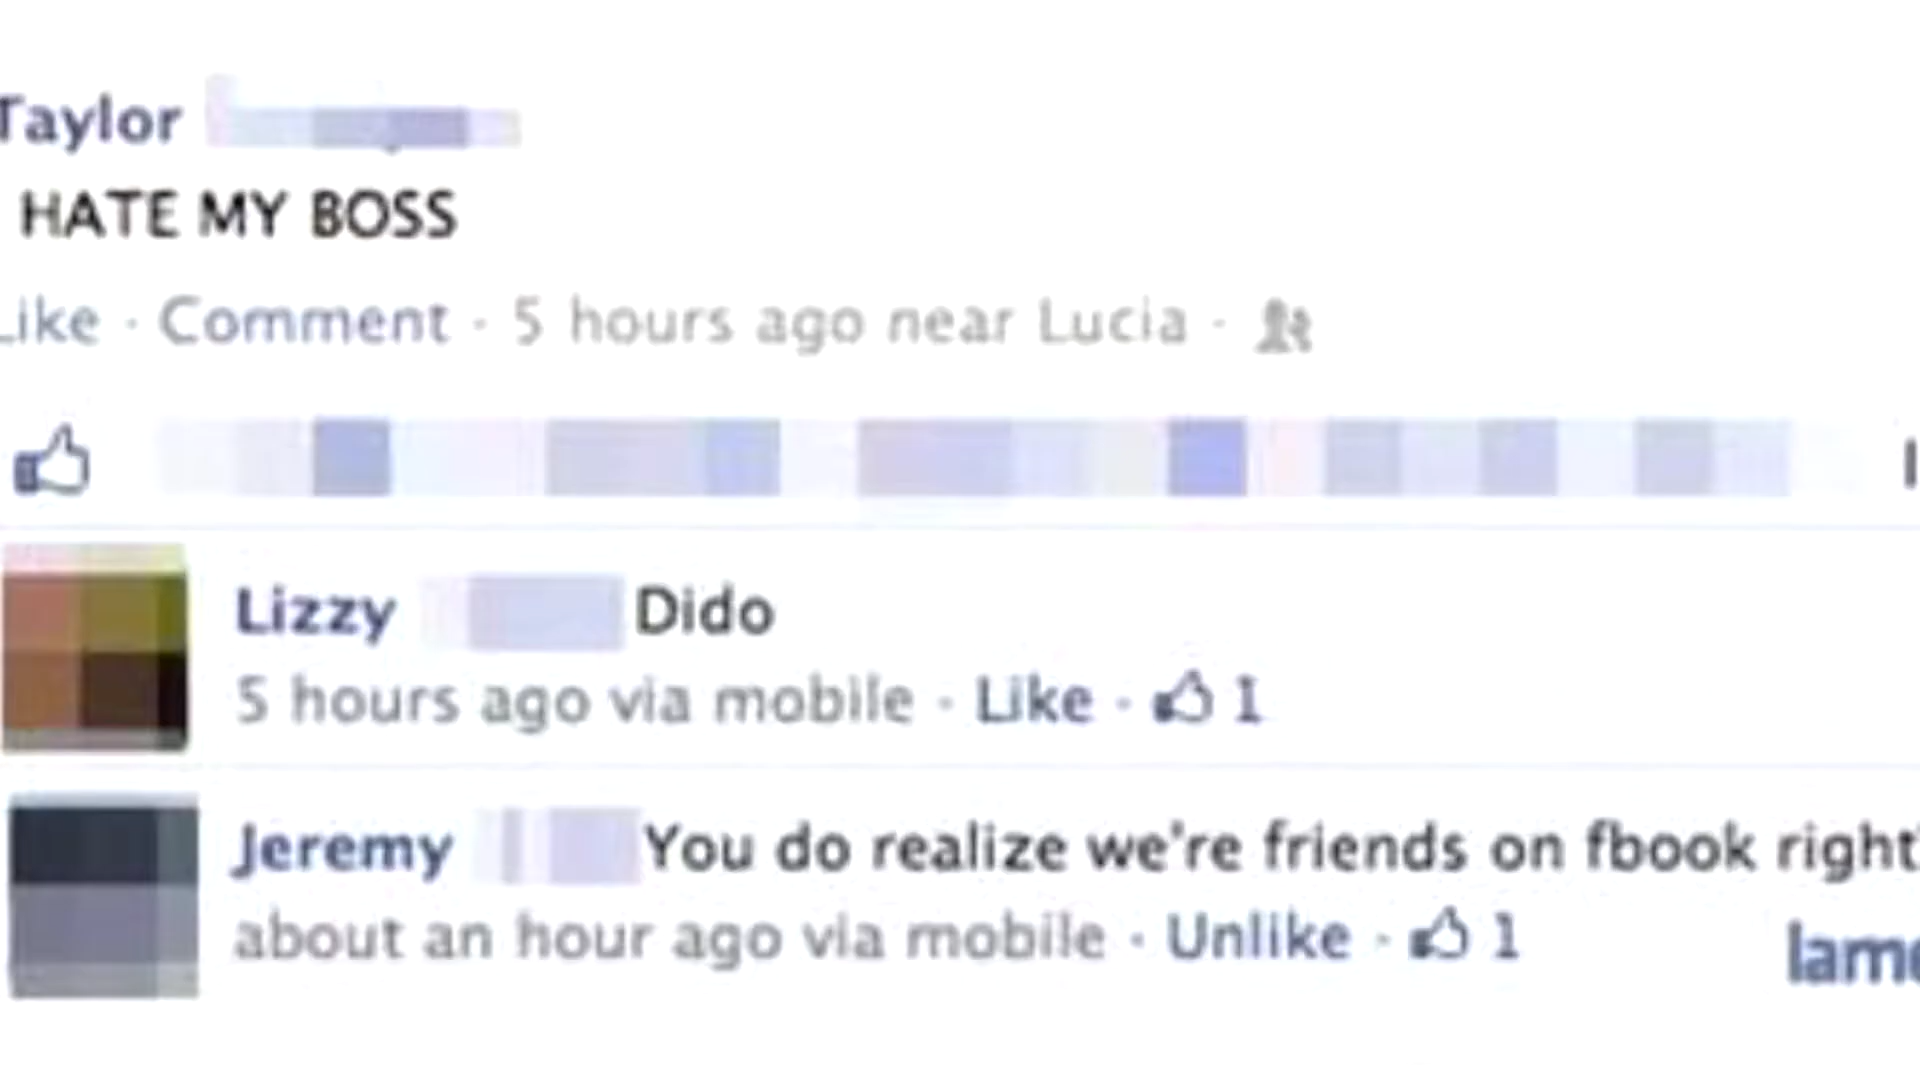 Taylor
HATE MY BOSS
Like · Comment · 5 hours ago near Lucia ·
Lizzy Dido
5 hours ago via mobile · Like · 1
Jeremy You do realize we're friends on fbook right?
about an hour ago via mobile · Unlike · 1